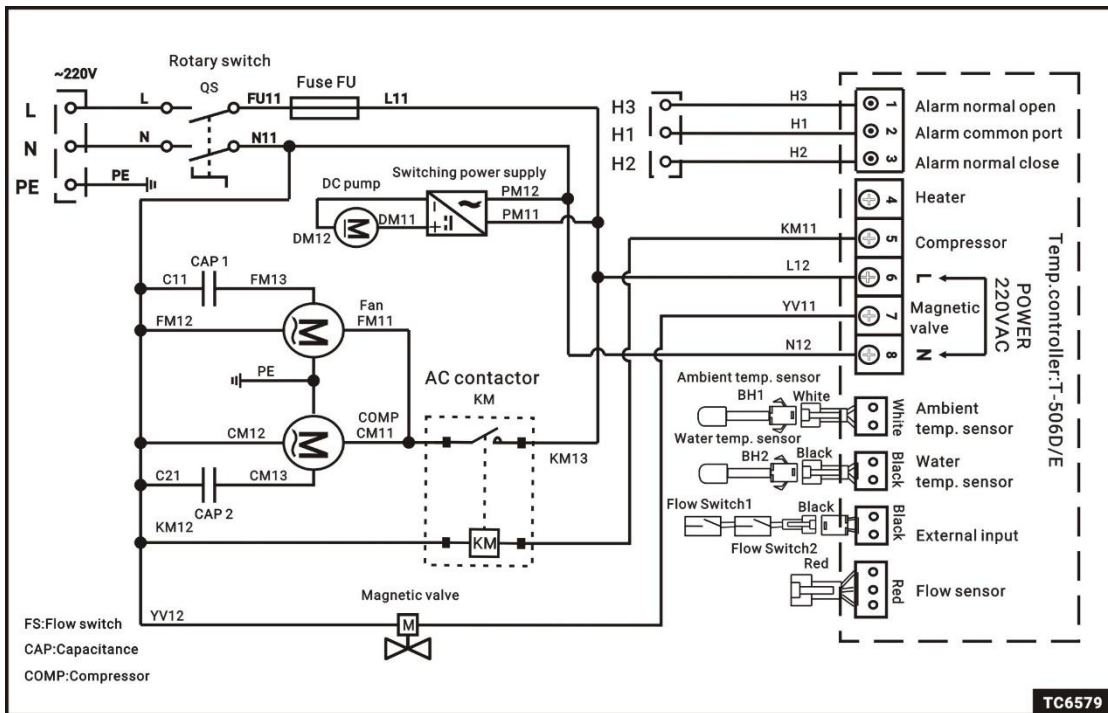 ~220V
Rotary switch
QS
Fuse FU
L
L
FU11
L11
N
N
N11
PE
PE
H3
H1
H2
H3
H1
H2
1
2
3
Alarm normal open
Alarm common port
Alarm normal close
DC pump
Switching power supply
PM12
PM11
DM11
DM12
M
4
5
6
7
8
Heater
Compressor
L
Magnetic
valve
N
POWER
220VAC
Temp.controller:T-506D/E
KM11
L12
YV11
N12
CAP 1
C11
FM13
Fan
FM12
FM11
M
PE
AC contactor
KM
COMP
CM12
CM11
M
KM13
C21
CM13
CAP 2
KM12
KM
Ambient temp. sensor
BH1
White
White
Ambient
temp. sensor
Water temp. sensor
BH2
Black
Black
Water
temp. sensor
Flow Switch1
Black
Black
External input
Flow Switch2
Red
Red
Flow sensor
Magnetic valve
YV12
M
FS:Flow switch
CAP:Capacitance
COMP:Compressor
TC6579